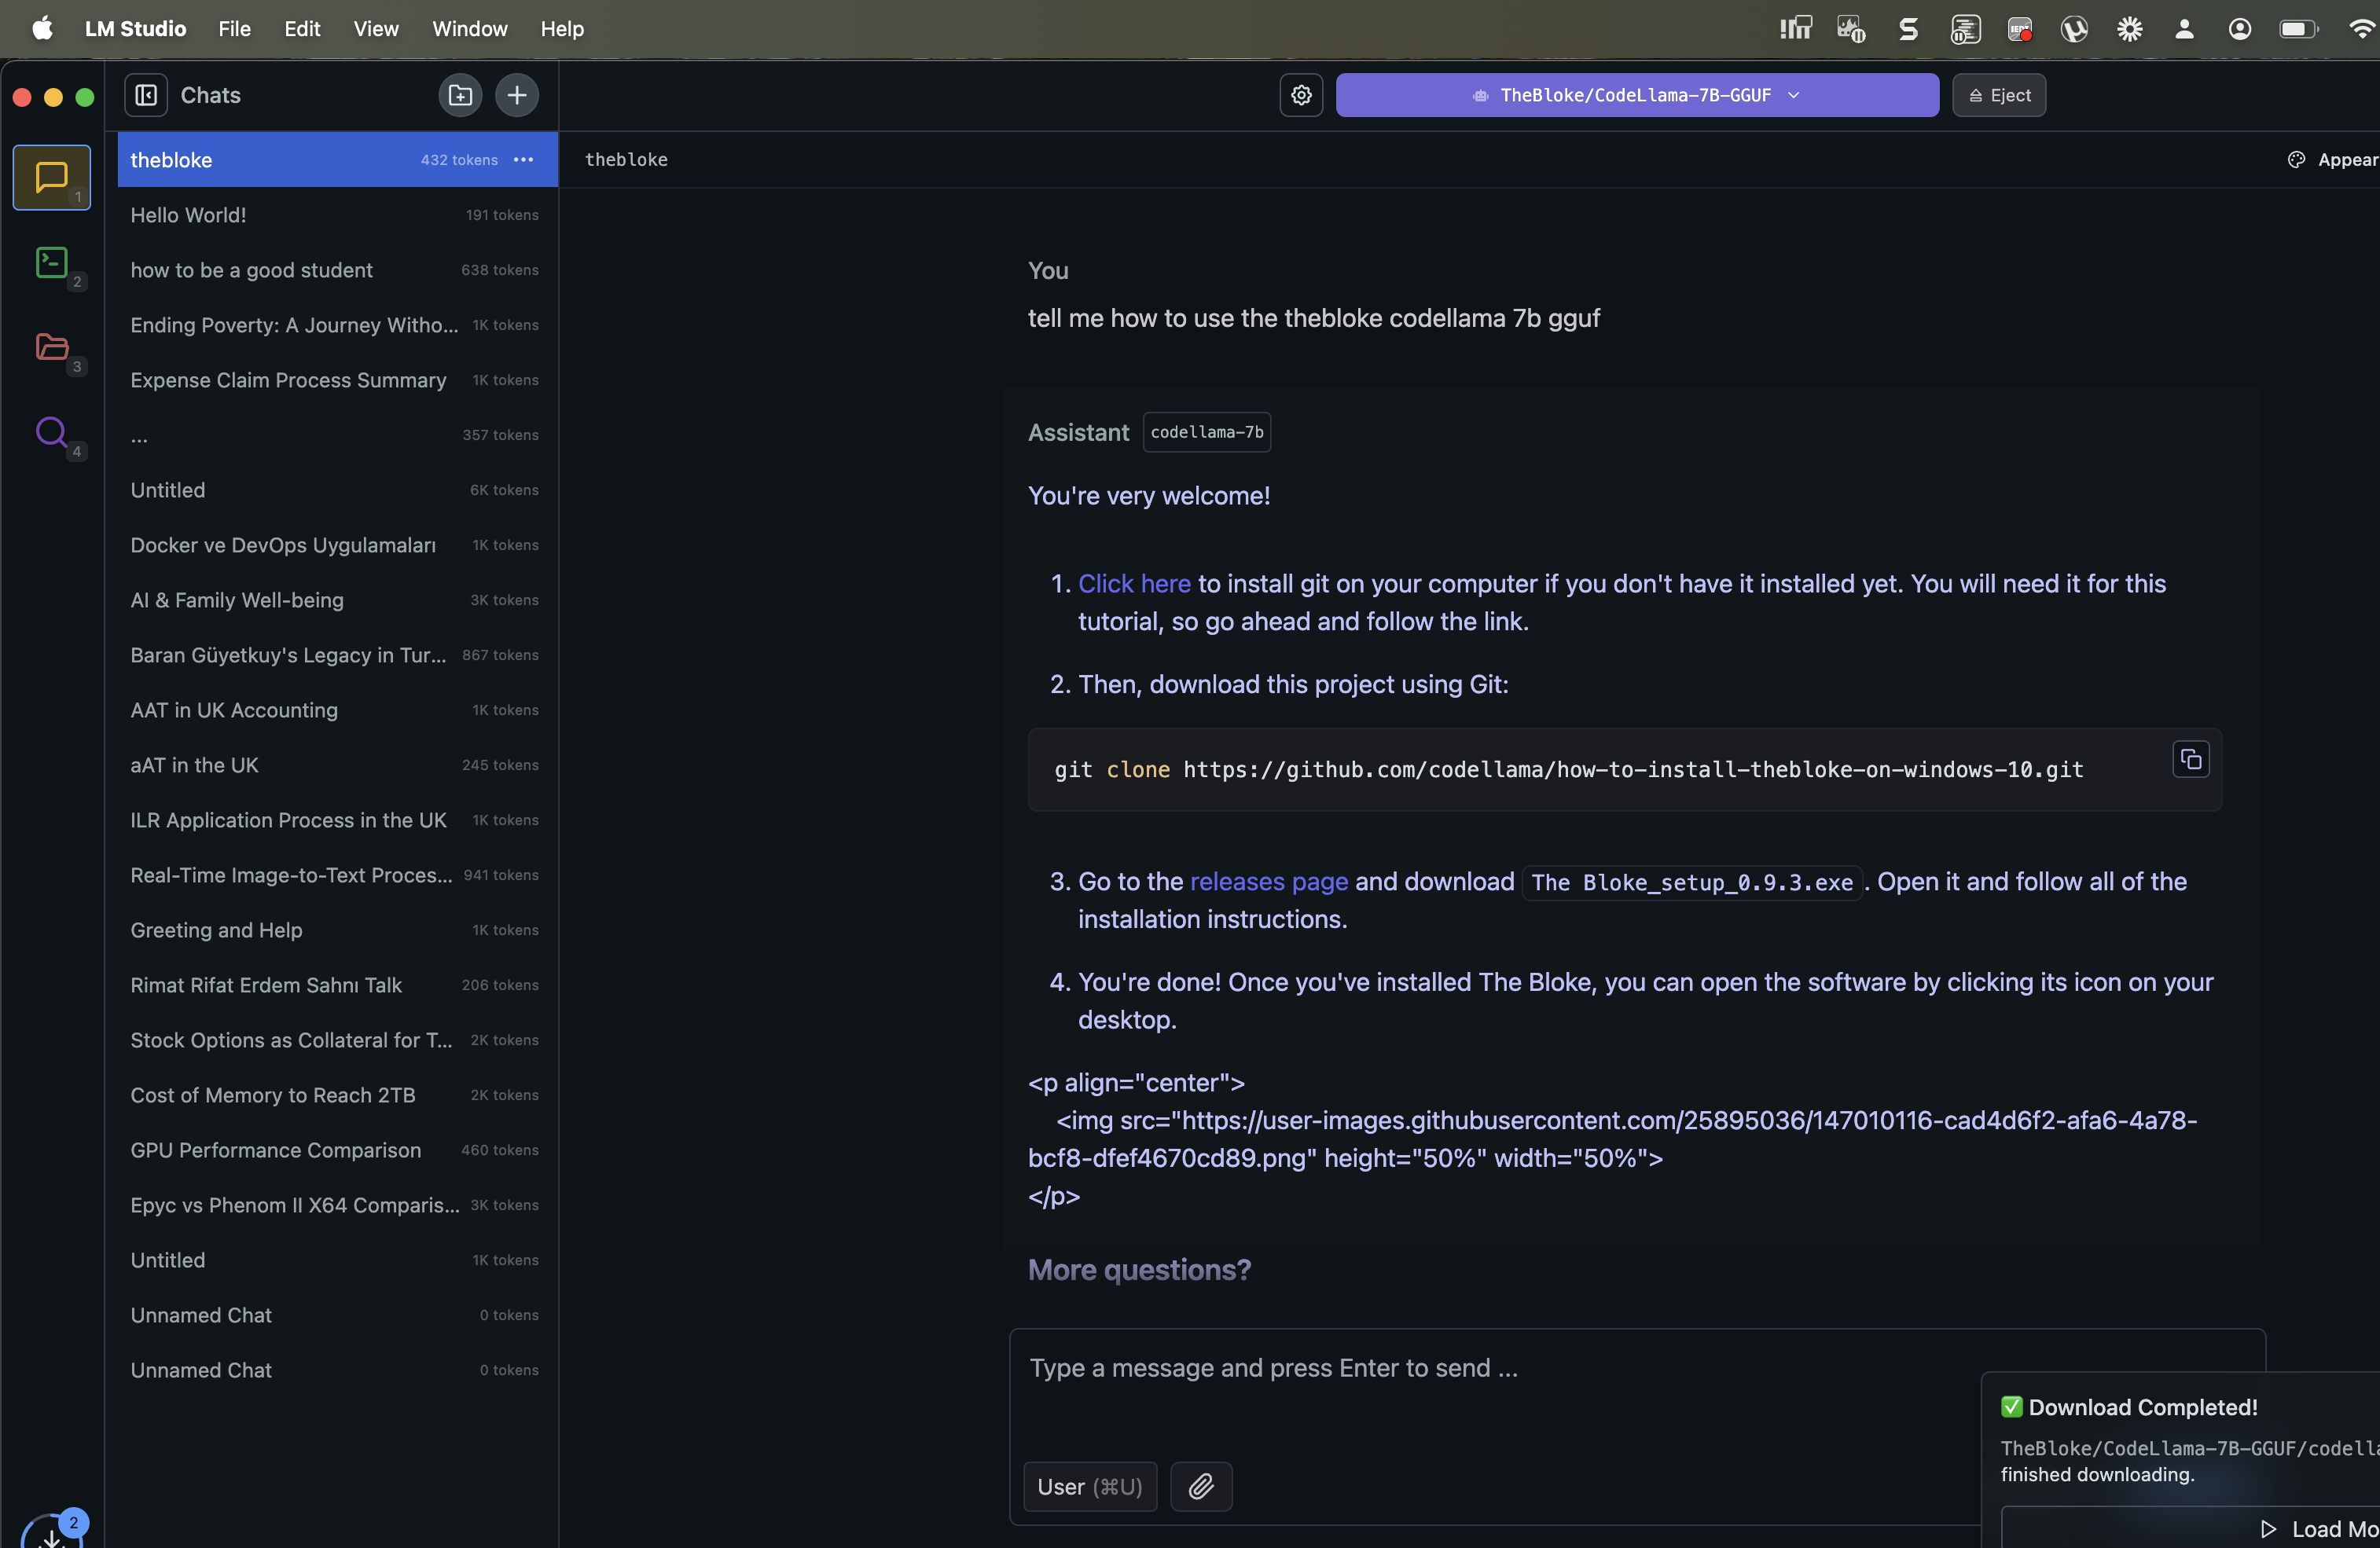 LM Studio File Edit View Window Help
Chats
TheBloke/CodeLlama-7B-GGUF
Eject
1
2
3
4
thebloke 432 tokens ...
Hello World! 191 tokens
how to be a good student 638 tokens
Ending Poverty: A Journey Witho... 1K tokens
Expense Claim Process Summary 1K tokens
... 357 tokens
Untitled 6K tokens
Docker ve DevOps Uygulamaları 1K tokens
AI & Family Well-being 3K tokens
Baran Güyetkuy's Legacy in Tur... 867 tokens
AAT in UK Accounting 1K tokens
aAT in the UK 245 tokens
ILR Application Process in the UK 1K tokens
Real-Time Image-to-Text Proces... 941 tokens
Greeting and Help 1K tokens
Rimat Rifat Erdem Sahnı Talk 206 tokens
Stock Options as Collateral for T... 2K tokens
Cost of Memory to Reach 2TB 2K tokens
GPU Performance Comparison 460 tokens
Epyc vs Phenom II X64 Comparis... 3K tokens
Untitled 1K tokens
Unnamed Chat 0 tokens
Unnamed Chat 0 tokens
2
thebloke
Appear
You
tell me how to use the thebloke codellama 7b gguf
Assistant codellama-7b
You're very welcome!
1. Click here to install git on your computer if you don't have it installed yet. You will need it for this
tutorial, so go ahead and follow the link.
2. Then, download this project using Git:
git clone https://github.com/codellama/how-to-install-thebloke-on-windows-10.git
3. Go to the releases page and download The Bloke_setup_0.9.3.exe. Open it and follow all of the
installation instructions.
4. You're done! Once you've installed The Bloke, you can open the software by clicking its icon on your
desktop.
<p align="center">
<img src="https://user-images.githubusercontent.com/25895036/147010116-cad4d6f2-afa6-4a78-
bcf8-dfef4670cd89.png" height="50%" width="50%">
</p>
More questions?
Type a message and press Enter to send ...
User (⌘U)
✅ Download Completed!
TheBloke/CodeLlama-7B-GGUF/codella
finished downloading.
Load Mo